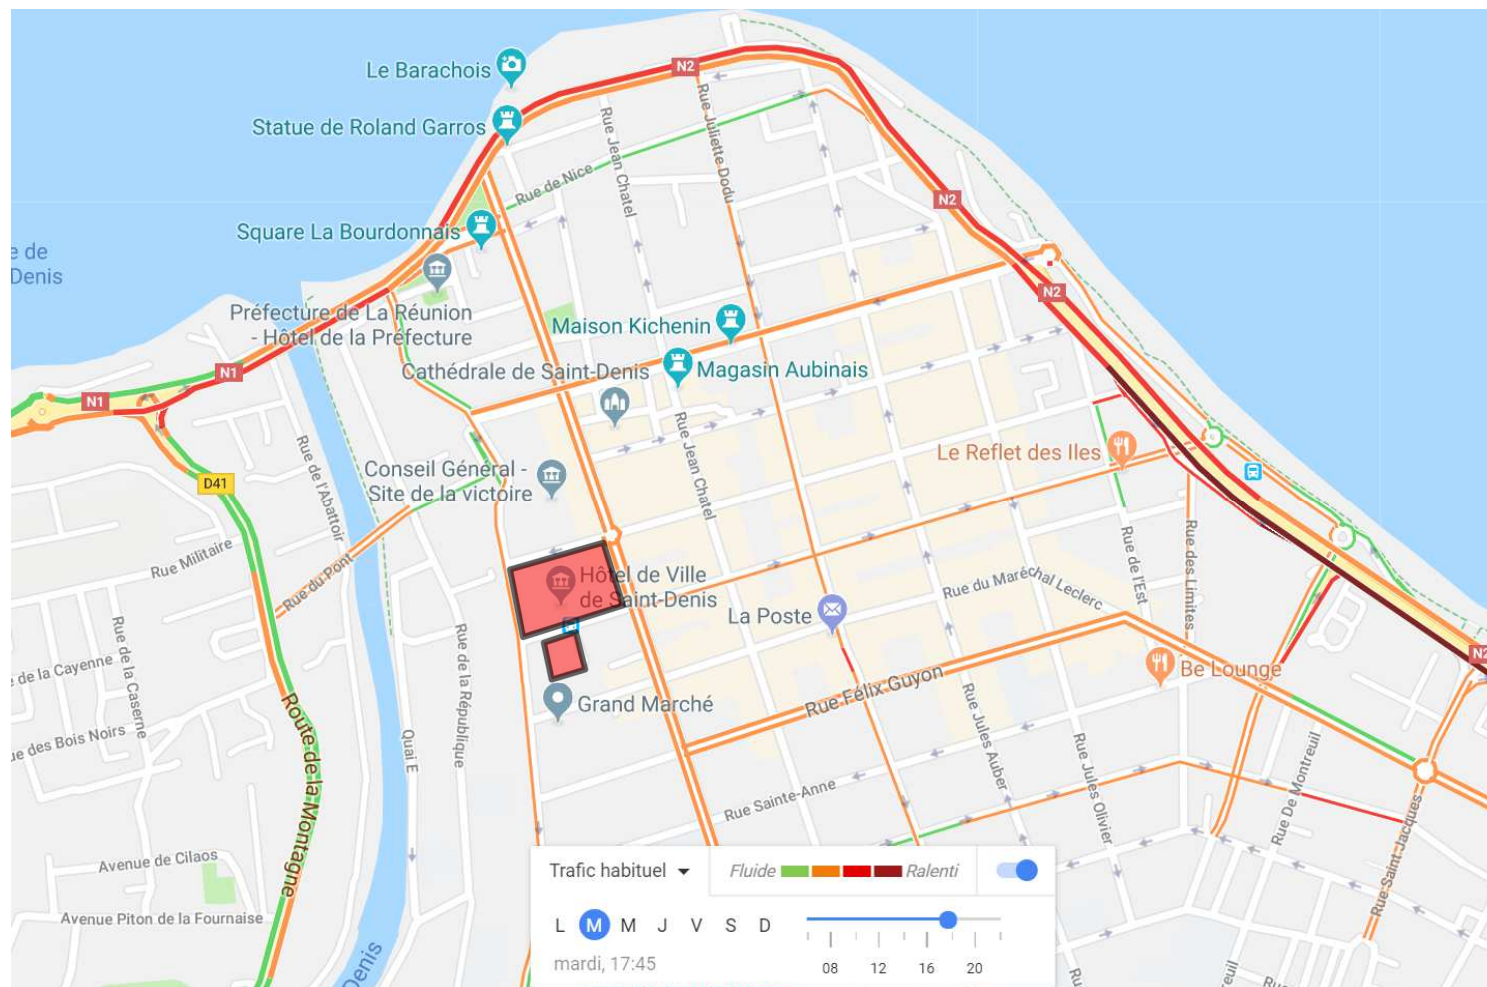 Le Barachois
N2
Statue de Roland Garros
Rue Jean Chatel
Rue Juliette Dodu
Rue de Nice
N2
Square La Bourdonnais
e de
Denis
N2
Préfecture de La Réunion
- Hôtel de la Préfecture
Maison Kichenin
Cathédrale de Saint-Denis
Magasin Aubinais
N1
N1
Rue Jean Chatel
Le Reflet des Iles
Conseil Général -
Site de la victoire
D41
Rue de l'Abattoir
Rue Militaire
Rue du Pont
Rue de l'Est
Rue des Limites
Hôtel de Ville
de Saint-Denis
Rue du Maréchal Leclerc
La Poste
Rue de la Caserne
e de la Cayenne
Rue de la République
Grand Marché
Rue Félix Guyon
Be Lounge
N2
ue des Bois Noirs
Quai E
Route de la Montagne
Rue Jules Auber
Rue Jules Olivier
Rue De Montreuil
Rue Sainte-Anne
Rue Saint-Jacques
Avenue de Cilaos
Avenue Piton de la Fournaise
Denis
Trafic habituel
Fluide
Ralenti
L M M J V S D
mardi, 17:45
08 12 16 20
Ru
euil
Ru